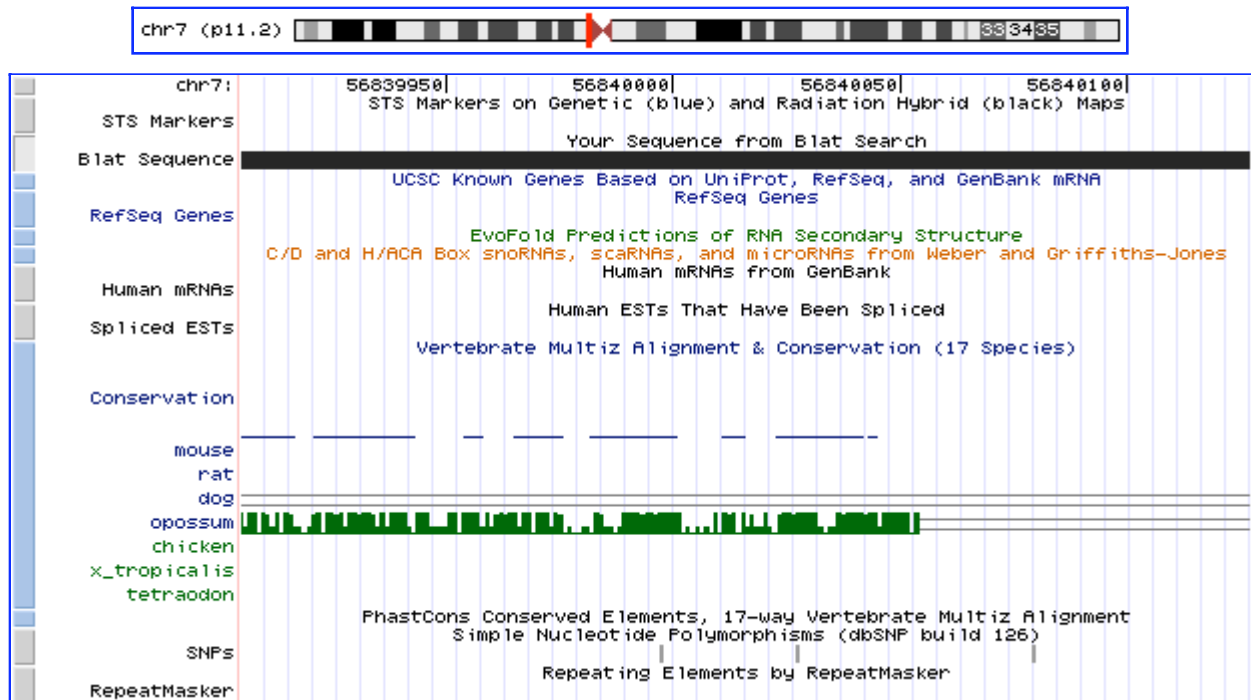 chr7 (p11.2) 33 34 35
chr7: 56839950| 56840000| 56840050| 56840100|
STS Markers on Genetic (blue) and Radiation Hybrid (black) Maps
STS Markers
Your Sequence from Blat Search
Blat Sequence
UCSC Known Genes Based on UniProt, RefSeq, and GenBank mRNA
RefSeq Genes
RefSeq Genes
EvoFold Predictions of RNA Secondary Structure
C/D and H/ACA Box snoRNAs, scaRNAs, and microRNAs from Weber and Griffiths-Jones
Human mRNAs from GenBank
Human mRNAs
Human ESTs That Have Been Spliced
Spliced ESTs
Vertebrate Multiz Alignment & Conservation (17 Species)
Conservation
mouse
rat
dog
opossum
chicken
x_tropicalis
tetraodon
PhastCons Conserved Elements, 17-way Vertebrate Multiz Alignment
Simple Nucleotide Polymorphisms (dbSNP build 126)
SNPs
Repeating Elements by RepeatMasker
RepeatMasker